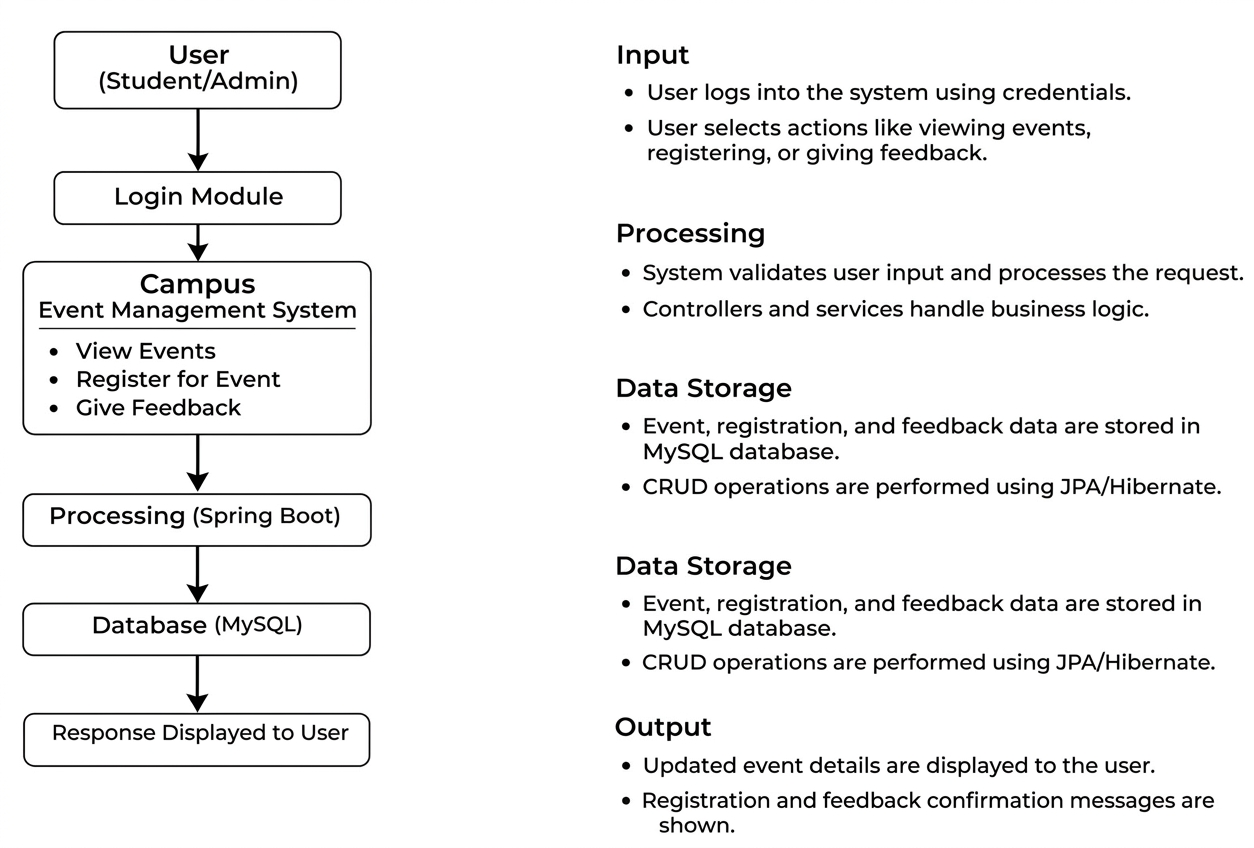 User
(Student/Admin)
Login Module
Campus
Event Management System
• View Events
• Register for Event
• Give Feedback
Processing (Spring Boot)
Database (MySQL)
Response Displayed to User
Input
• User logs into the system using credentials.
• User selects actions like viewing events,
registering, or giving feedback.
Processing
• System validates user input and processes the request.
• Controllers and services handle business logic.
Data Storage
• Event, registration, and feedback data are stored in
MySQL database.
• CRUD operations are performed using JPA/Hibernate.
Data Storage
• Event, registration, and feedback data are stored in
MySQL database.
• CRUD operations are performed using JPA/Hibernate.
Output
• Updated event details are displayed to the user.
• Registration and feedback confirmation messages are
shown.